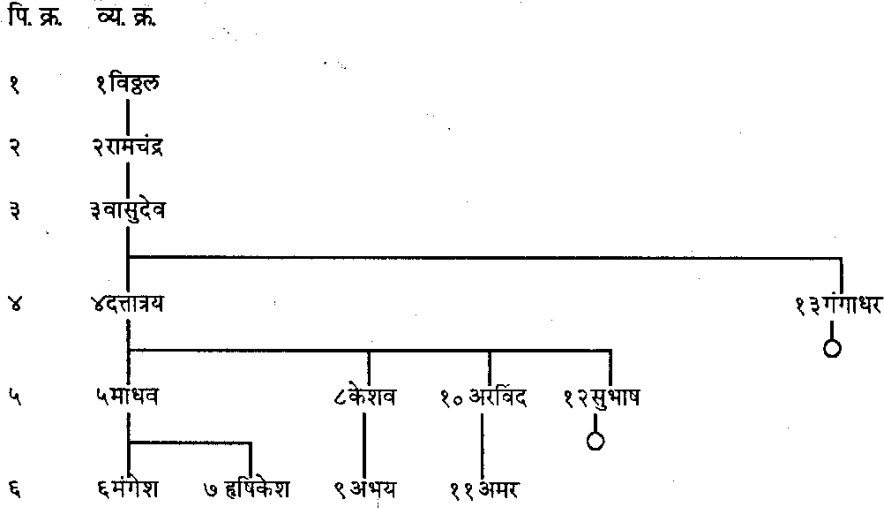 पि. क्र. व्य. क्र.
१ १विठ्ठल
२ २रामचंद्र
३ ३वासुदेव
४ ४दत्तात्रय १३गंगाधर
५ ५माधव ८केशव १०अरविंद १२सुभाष
६ ६मंगेश ७हृषिकेश ९अभय ११अमर